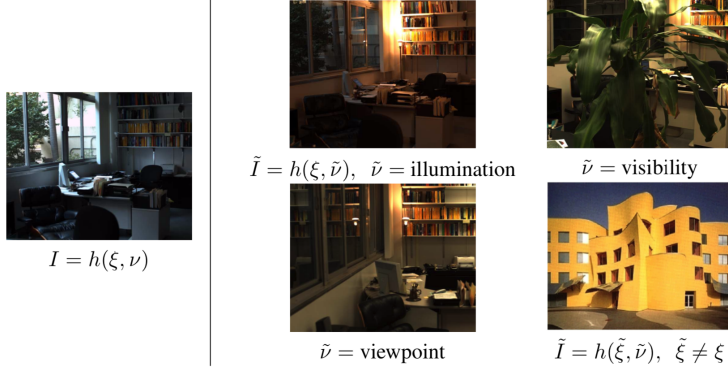 Ĩ = h(ξ, ν̃), ν̃ = illumination
ν̃ = visibility
I = h(ξ, ν)
ν̃ = viewpoint
Ĩ = h(ξ̃, ν̃), ξ̃ ≠ ξ